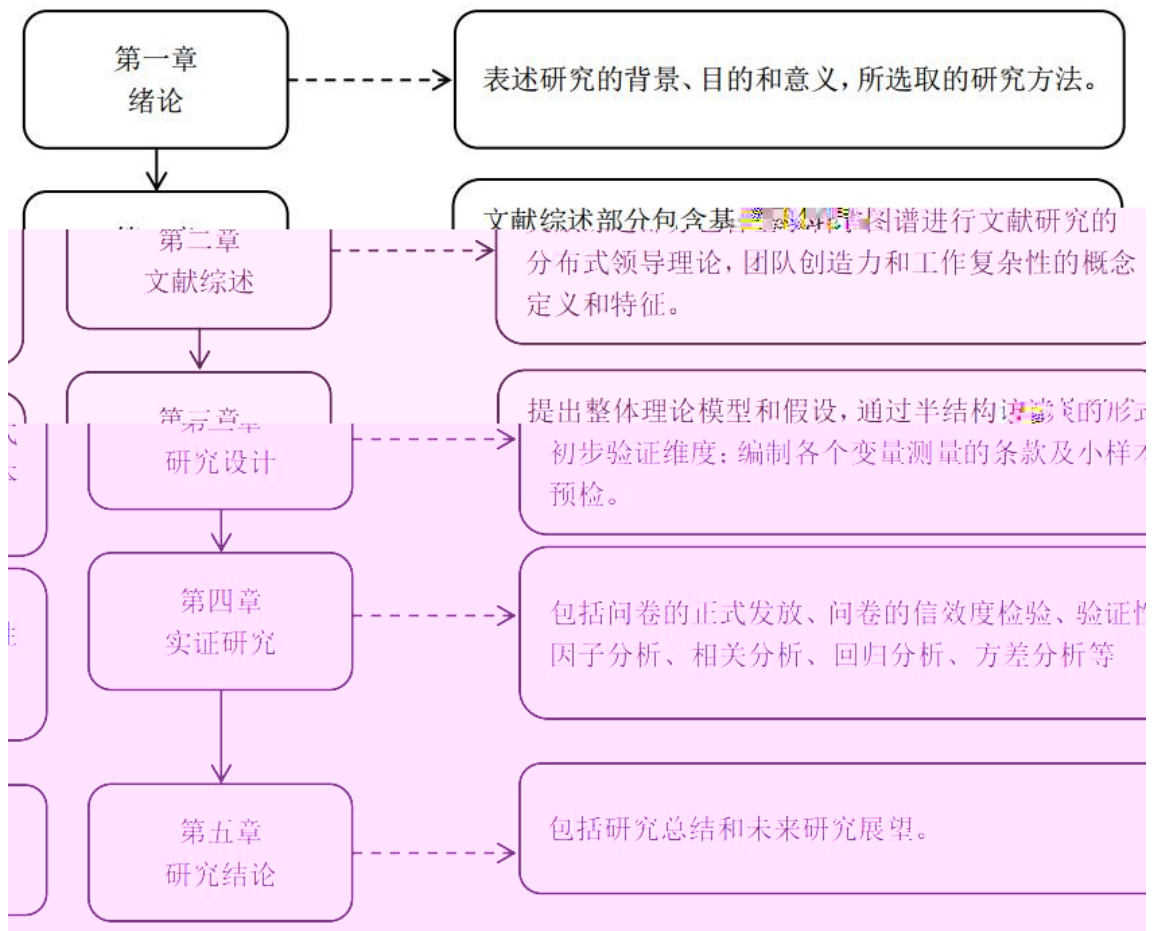 第一章
绪论
表述研究的背景、目的和意义，所选取的研究方法。
第二章
文献综述
文献综述部分包含基 图谱进行文献研究的
分布式领导理论，团队创造力和工作复杂性的概念
定义和特征。
第三章
研究设计
提出整体理论模型和假设，通过半结构 的形式
初步验证维度；编制各个变量测量的条款及小样本
预检。
第四章
实证研究
包括问卷的正式发放、问卷的信效度检验、验证性
因子分析、相关分析、回归分析、方差分析等
第五章
研究结论
包括研究总结和未来研究展望。